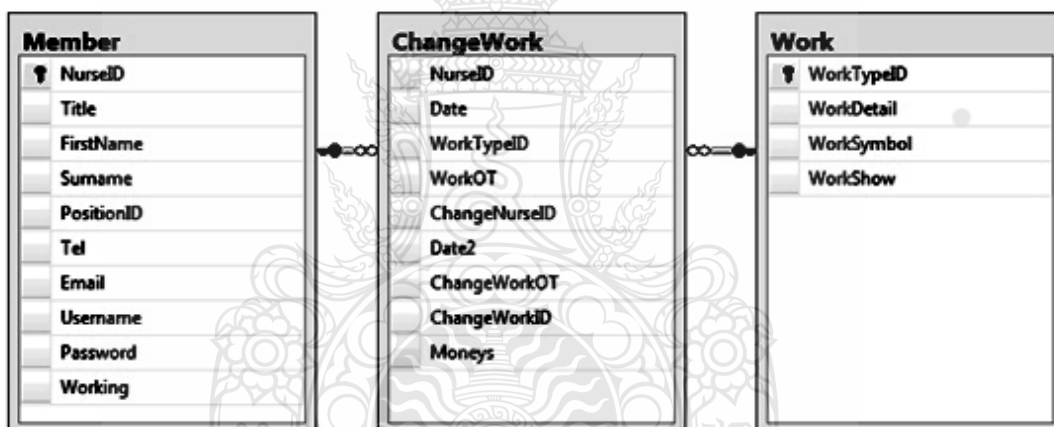 Member
NurseID
Title
FirstName
Surname
PositionID
Tel
Email
Username
Password
Working
ChangeWork
NurseID
Date
WorkTypeID
WorkOT
ChangeNurseID
Date2
ChangeWorkOT
ChangeWorkID
Moneys
Work
WorkTypeID
WorkDetail
WorkSymbol
WorkShow